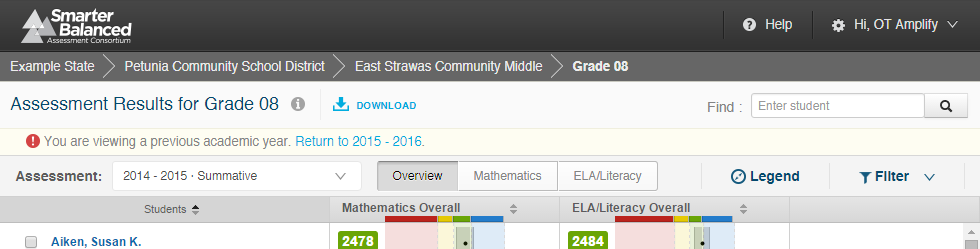 Smarter
Balanced
Assessment Consortium
Help
Hi, OT Amplify
Example State
Petunia Community School District
East Strawas Community Middle
Grade 08
Assessment Results for Grade 08
DOWNLOAD
Find :
Enter student
You are viewing a previous academic year. Return to 2015 - 2016.
Assessment:
2014 - 2015 · Summative
Overview
Mathematics
ELA/Literacy
Legend
Filter
Students
Mathematics Overall
ELA/Literacy Overall
Aiken, Susan K.
2478
2484